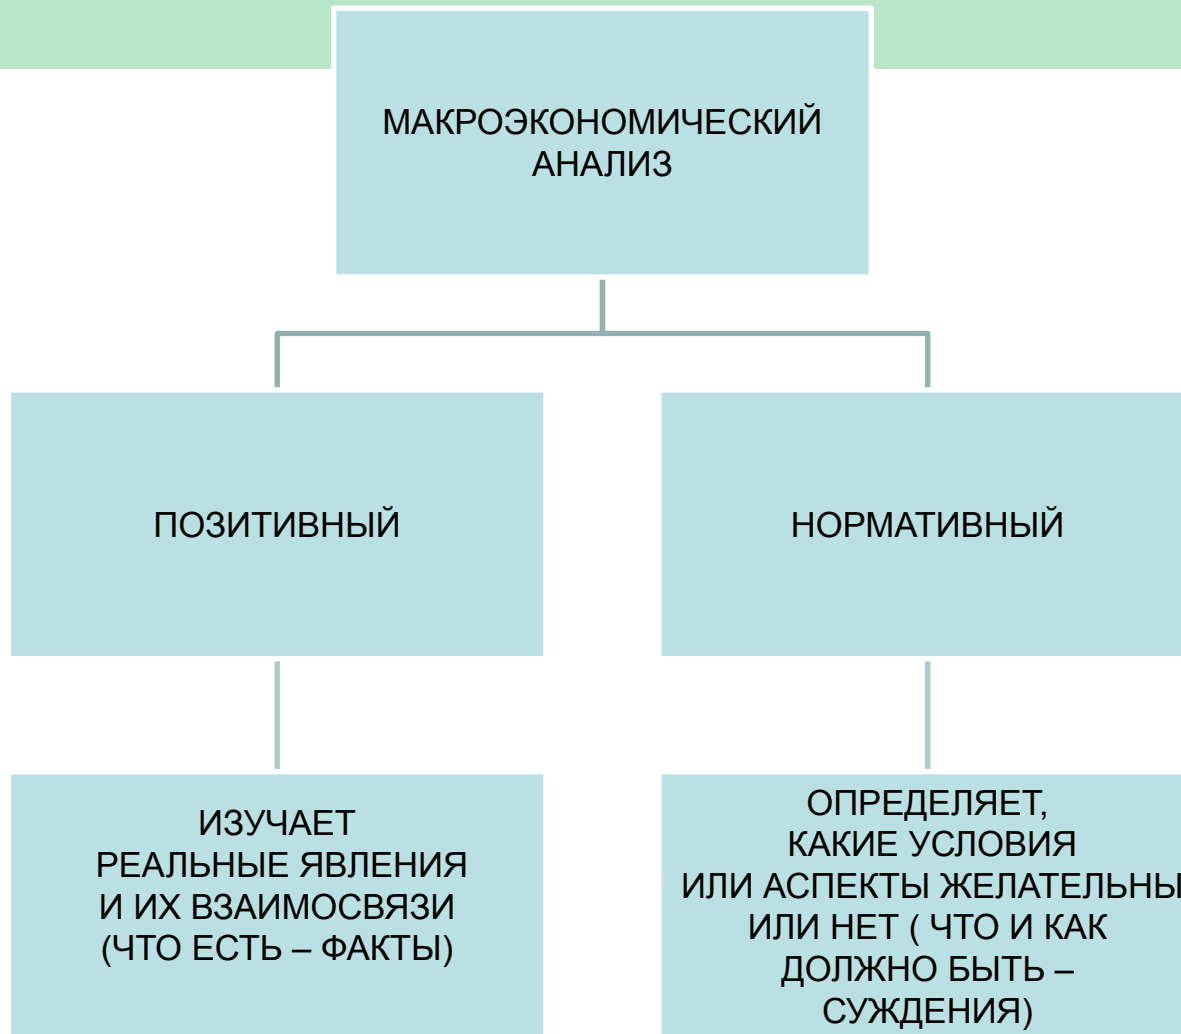 МАКРОЭКОНОМИЧЕСКИЙ
АНАЛИЗ
ПОЗИТИВНЫЙ
НОРМАТИВНЫЙ
ИЗУЧАЕТ
РЕАЛЬНЫЕ ЯВЛЕНИЯ
И ИХ ВЗАИМОСВЯЗИ
(ЧТО ЕСТЬ – ФАКТЫ)
ОПРЕДЕЛЯЕТ,
КАКИЕ УСЛОВИЯ
ИЛИ АСПЕКТЫ ЖЕЛАТЕЛЬНЫ
ИЛИ НЕТ ( ЧТО И КАК
ДОЛЖНО БЫТЬ –
СУЖДЕНИЯ)